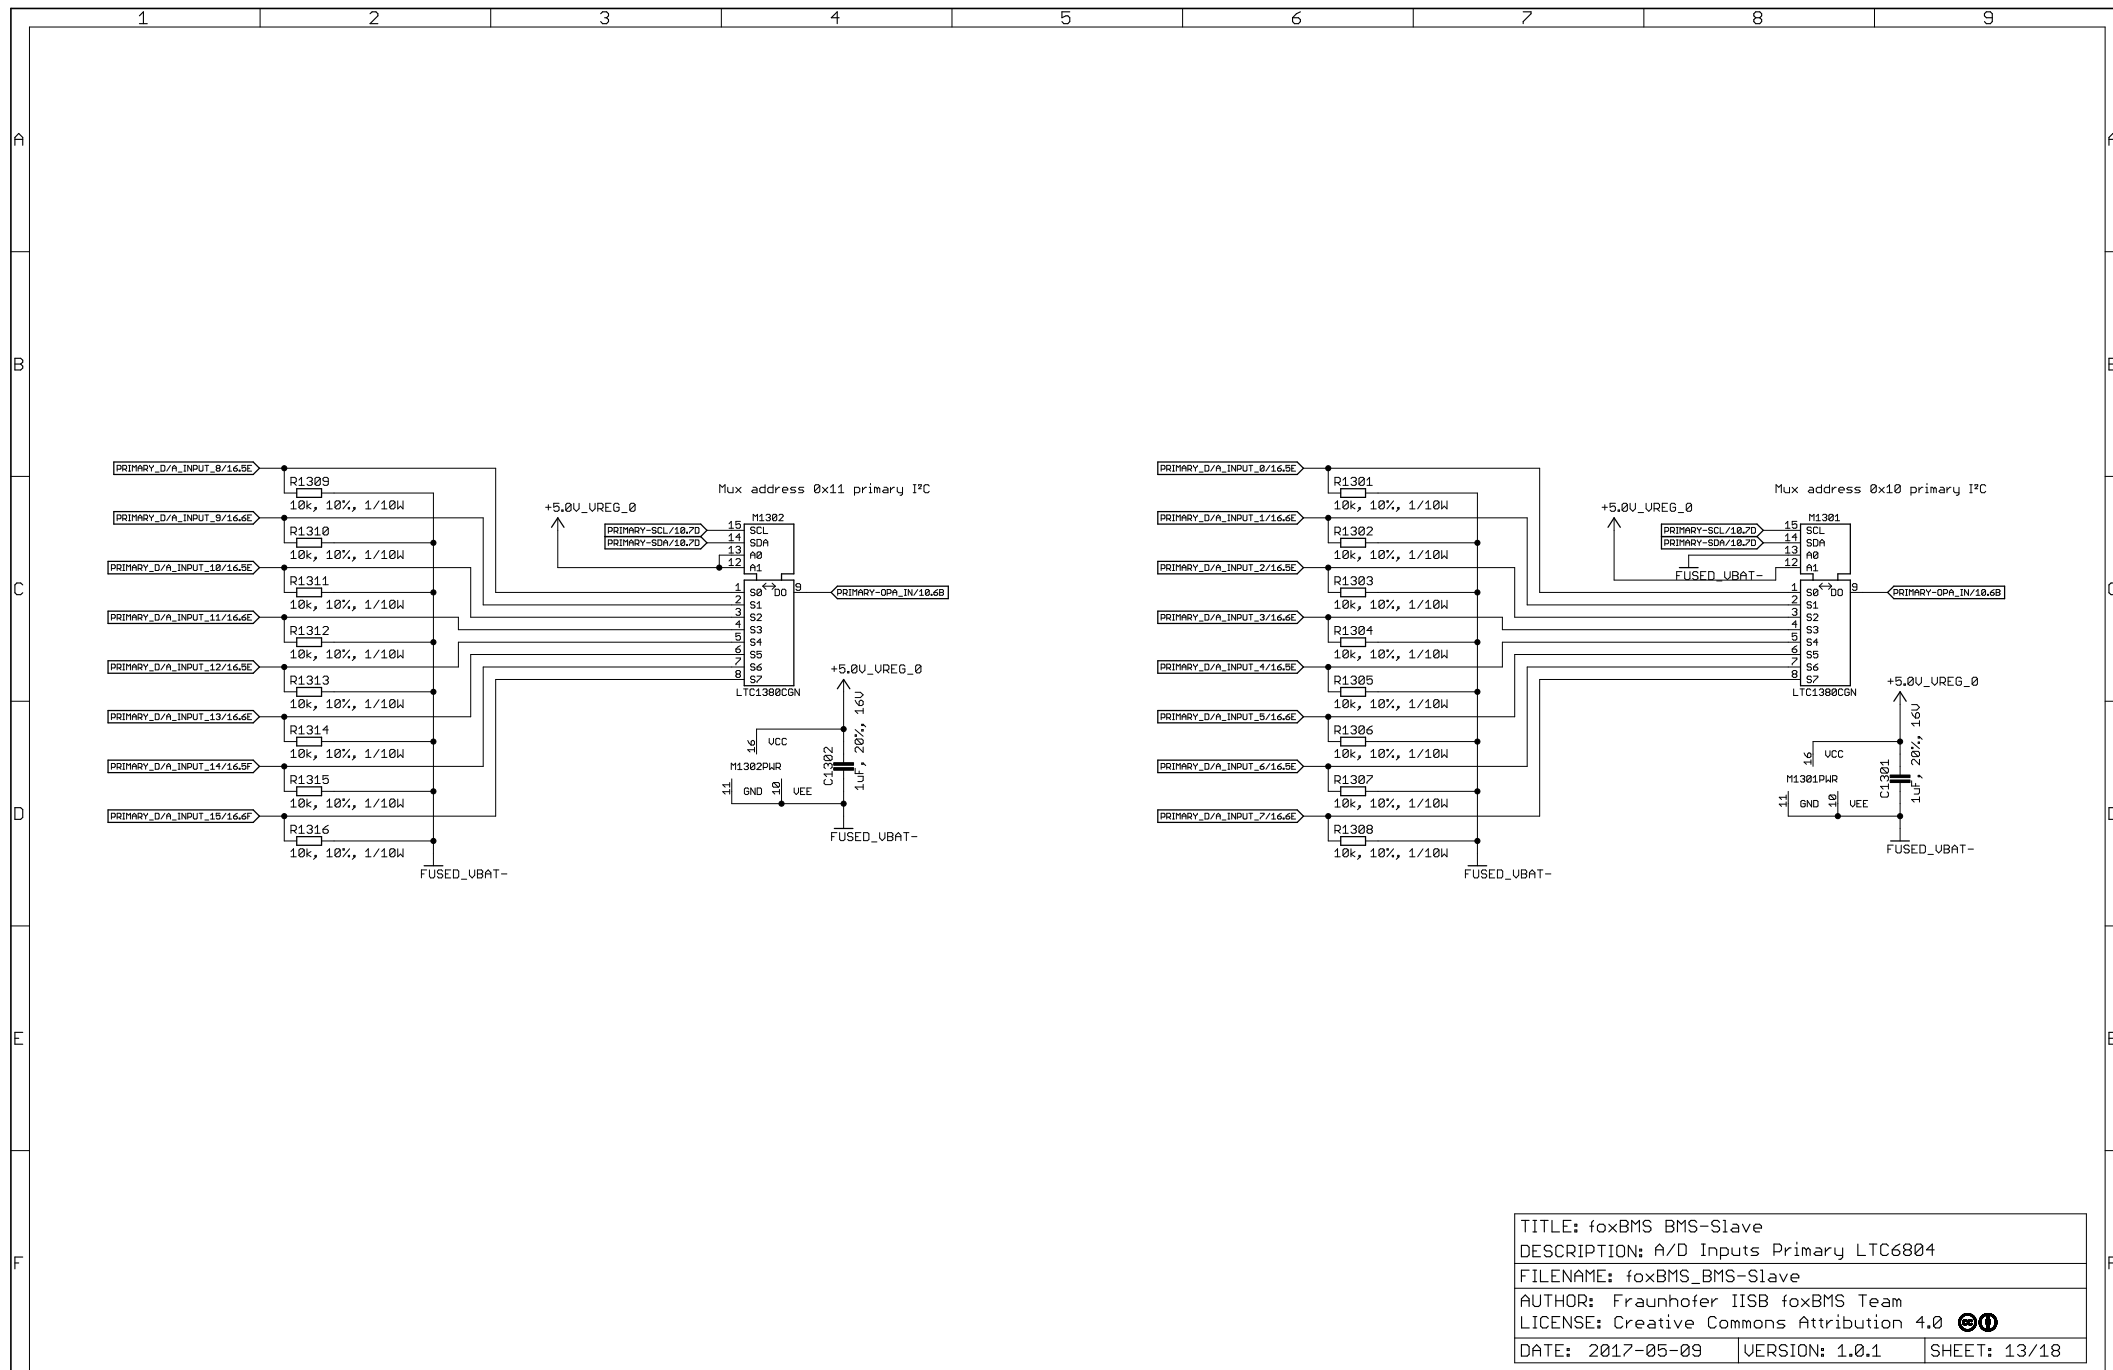 1 2 3 4 5 6 7 8 9
A A
B B
C C
D D
E E
F F
PRIMARY_D/A_INPUT_8/16.5E
R1309
10k, 10%, 1/10W
PRIMARY_D/A_INPUT_9/16.6E
R1310
10k, 10%, 1/10W
PRIMARY_D/A_INPUT_10/16.5E
R1311
10k, 10%, 1/10W
PRIMARY_D/A_INPUT_11/16.6E
R1312
10k, 10%, 1/10W
PRIMARY_D/A_INPUT_12/16.5E
R1313
10k, 10%, 1/10W
PRIMARY_D/A_INPUT_13/16.6E
R1314
10k, 10%, 1/10W
PRIMARY_D/A_INPUT_14/16.5F
R1315
10k, 10%, 1/10W
PRIMARY_D/A_INPUT_15/16.6F
R1316
10k, 10%, 1/10W
FUSED_VBAT-
Mux address 0x11 primary I²C
+5.0V_VREG_0
M1302
PRIMARY-SCL/10.7D 15 SCL
PRIMARY-SDA/10.7D 14 SDA
13 A0
12 A1
1 S0 ↔ DO 9 PRIMARY-OPA_IN/10.6B
2 S1
3 S2
4 S3
5 S4
6 S5
7 S6
8 S7
LTC1380CGN
+5.0V_VREG_0
16 VCC
M1302PWR
11 GND 10 VEE
C1302
1uF, 20%, 16V
FUSED_VBAT-
PRIMARY_D/A_INPUT_0/16.5E
R1301
10k, 10%, 1/10W
PRIMARY_D/A_INPUT_1/16.6E
R1302
10k, 10%, 1/10W
PRIMARY_D/A_INPUT_2/16.5E
R1303
10k, 10%, 1/10W
PRIMARY_D/A_INPUT_3/16.6E
R1304
10k, 10%, 1/10W
PRIMARY_D/A_INPUT_4/16.5E
R1305
10k, 10%, 1/10W
PRIMARY_D/A_INPUT_5/16.6E
R1306
10k, 10%, 1/10W
PRIMARY_D/A_INPUT_6/16.5E
R1307
10k, 10%, 1/10W
PRIMARY_D/A_INPUT_7/16.6E
R1308
10k, 10%, 1/10W
FUSED_VBAT-
Mux address 0x10 primary I²C
+5.0V_VREG_0
M1301
PRIMARY-SCL/10.7D 15 SCL
PRIMARY-SDA/10.7D 14 SDA
13 A0
12 A1
FUSED_VBAT-
1 S0 ↔ DO 9 PRIMARY-OPA_IN/10.6B
2 S1
3 S2
4 S3
5 S4
6 S5
7 S6
8 S7
LTC1380CGN
+5.0V_VREG_0
16 VCC
M1301PWR
11 GND 10 VEE
C1301
1uF, 20%, 16V
FUSED_VBAT-
TITLE: foxBMS BMS-Slave
DESCRIPTION: A/D Inputs Primary LTC6804
FILENAME: foxBMS_BMS-Slave
AUTHOR: Fraunhofer IISB foxBMS Team
LICENSE: Creative Commons Attribution 4.0
DATE: 2017-05-09 VERSION: 1.0.1 SHEET: 13/18